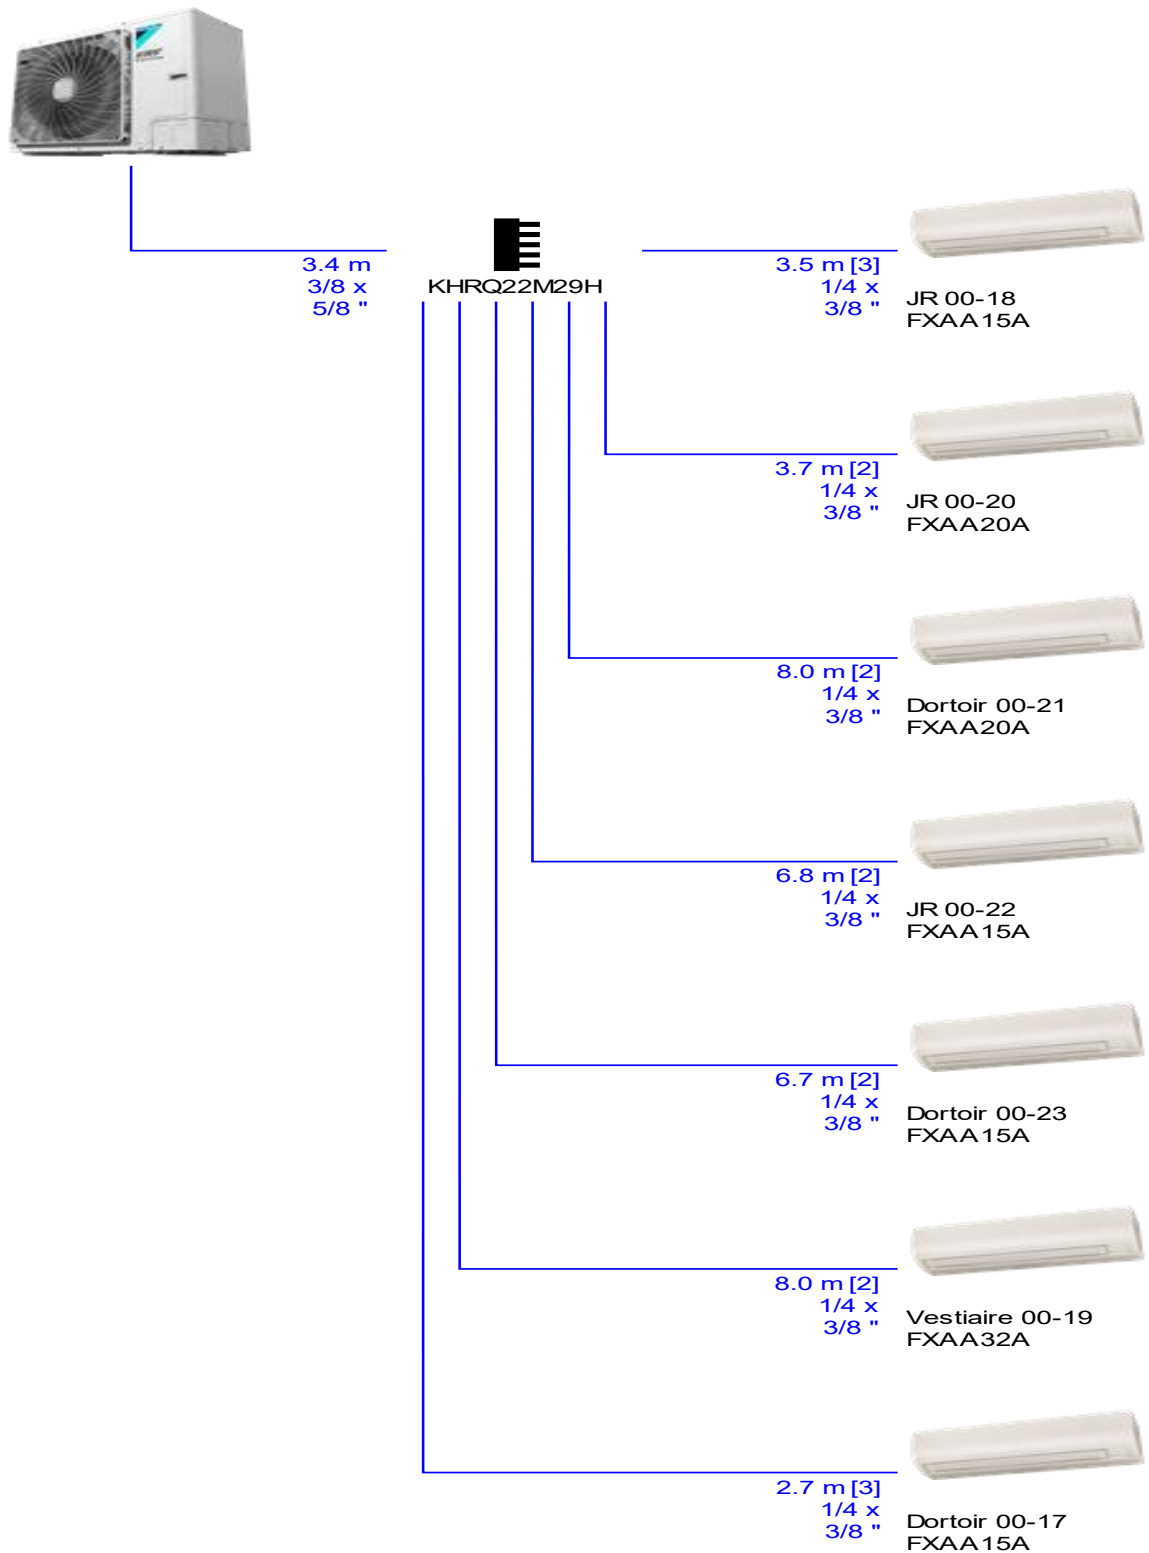 3.4 m
3/8 x
5/8 "
KHRQ22M29H
3.5 m [3]
1/4 x
3/8 "
JR 00-18
FXAA15A
3.7 m [2]
1/4 x
3/8 "
JR 00-20
FXAA20A
8.0 m [2]
1/4 x
3/8 "
Dortoir 00-21
FXAA20A
6.8 m [2]
1/4 x
3/8 "
JR 00-22
FXAA15A
6.7 m [2]
1/4 x
3/8 "
Dortoir 00-23
FXAA15A
8.0 m [2]
1/4 x
3/8 "
Vestiaire 00-19
FXAA32A
2.7 m [3]
1/4 x
3/8 "
Dortoir 00-17
FXAA15A